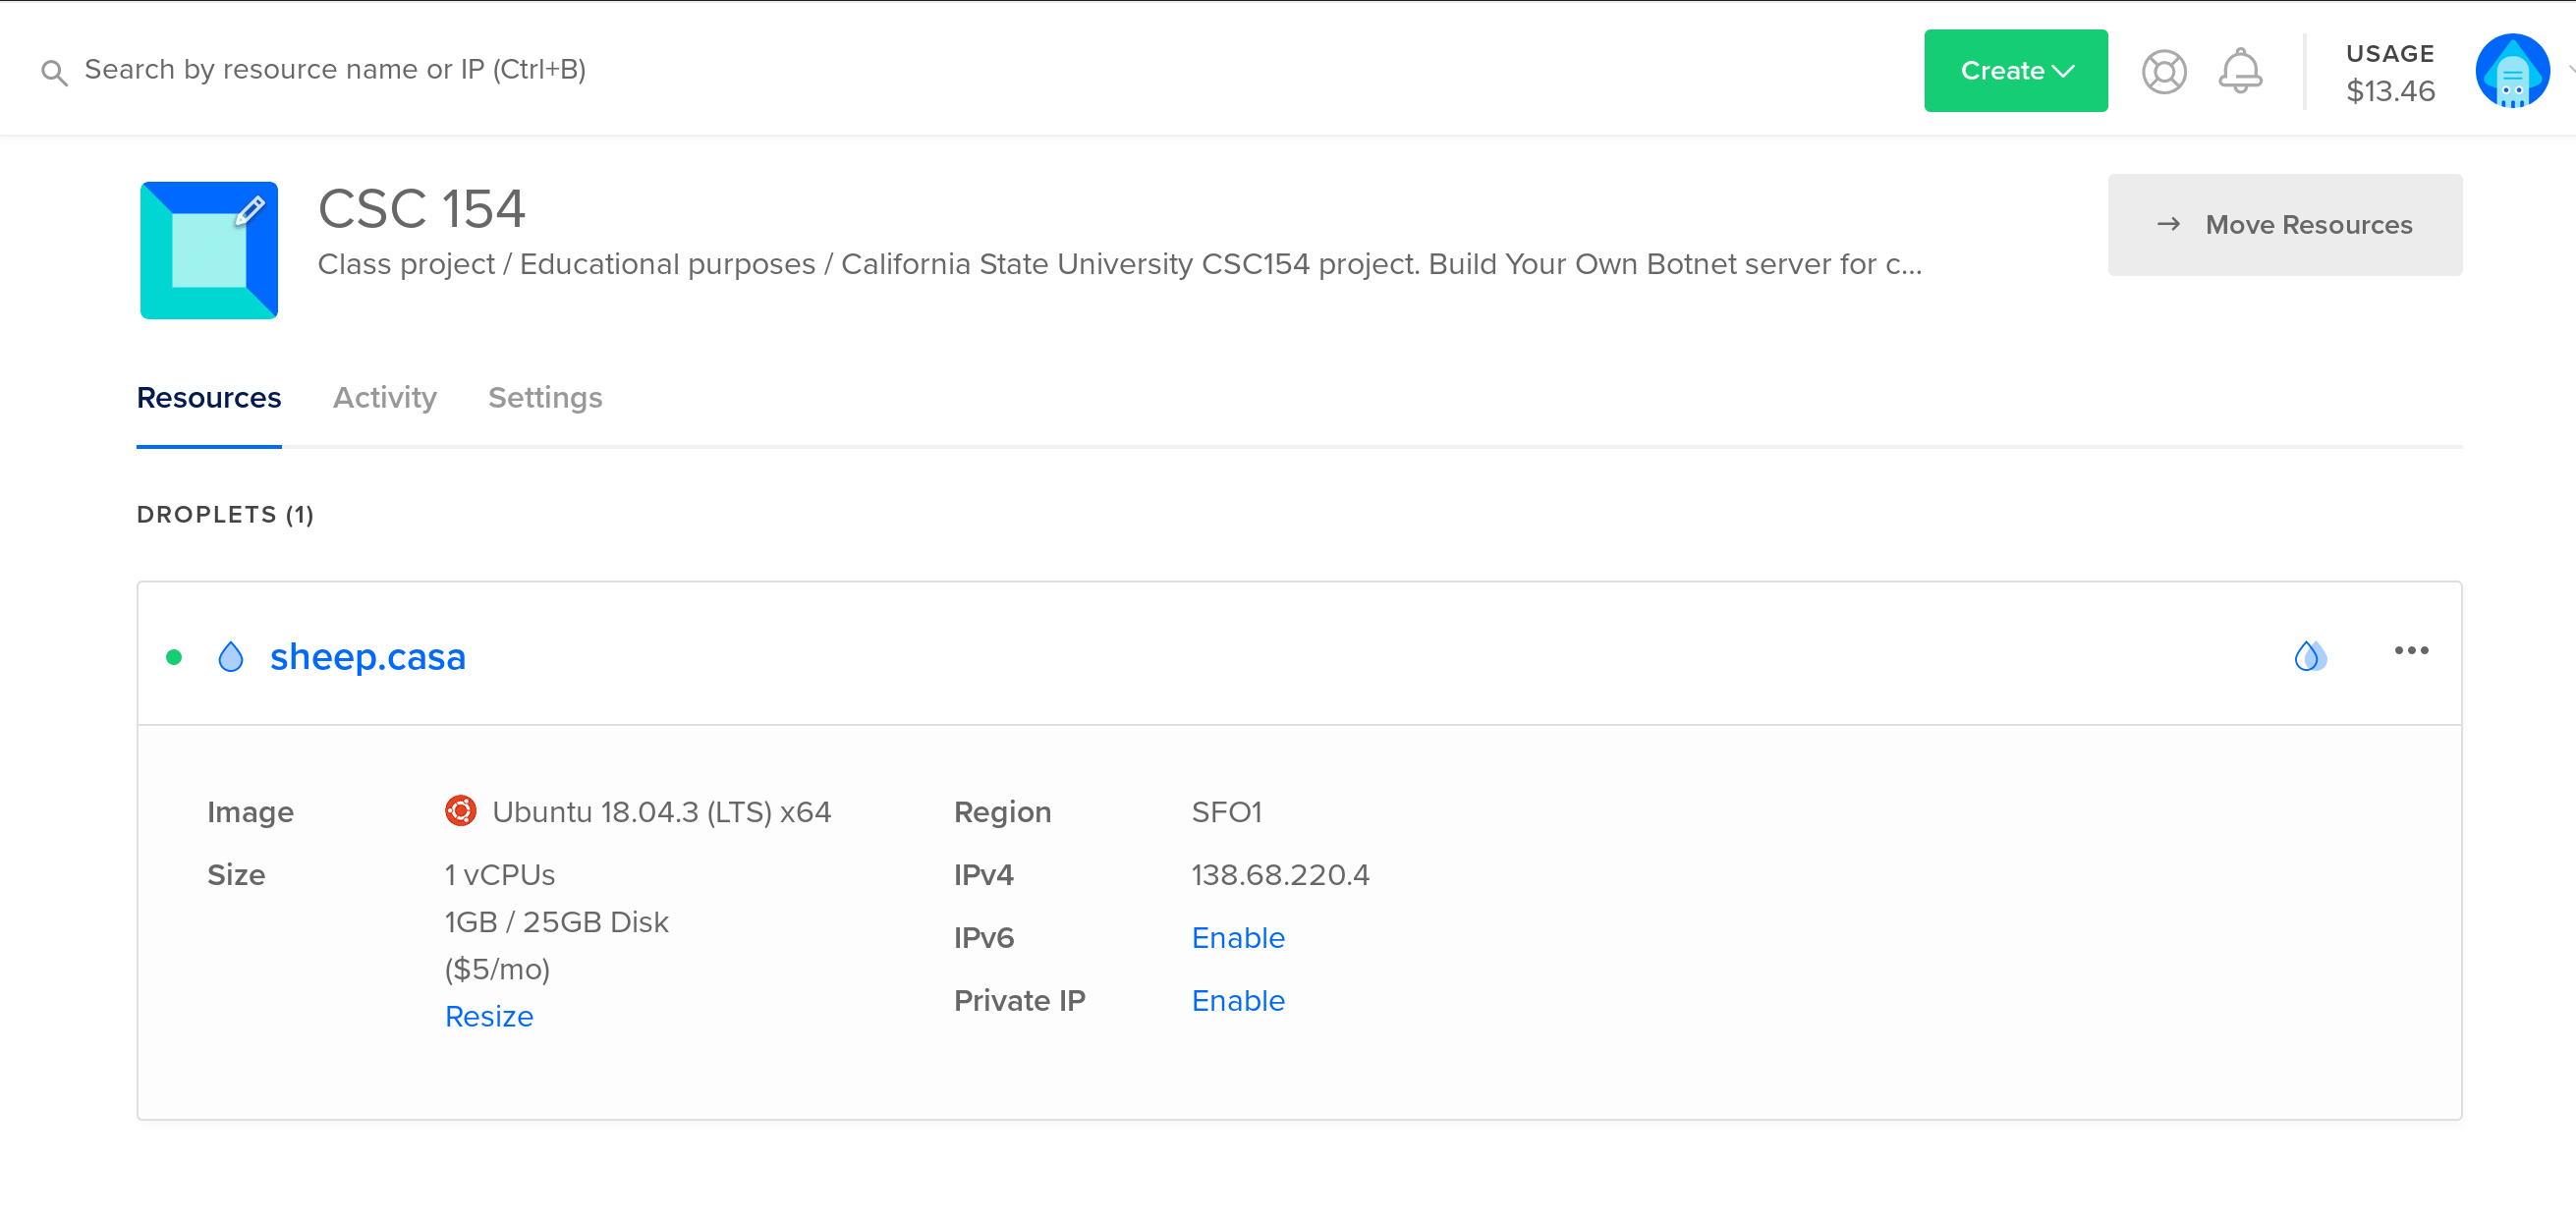 Search by resource name or IP (Ctrl+B)
Create
USAGE
$13.46
CSC 154
Class project / Educational purposes / California State University CSC154 project. Build Your Own Botnet server for c...
Move Resources
Resources
Activity
Settings
DROPLETS (1)
sheep.casa
Image
Ubuntu 18.04.3 (LTS) x64
Size
1 vCPUs
1GB / 25GB Disk
($5/mo)
Resize
Region
SFO1
IPv4
138.68.220.4
IPv6
Enable
Private IP
Enable